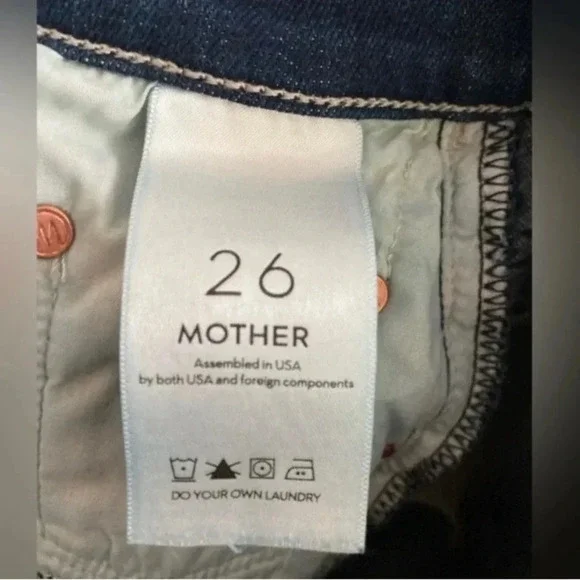 26
MOTHER
Assembled in USA
by both USA and foreign components
DO YOUR OWN LAUNDRY